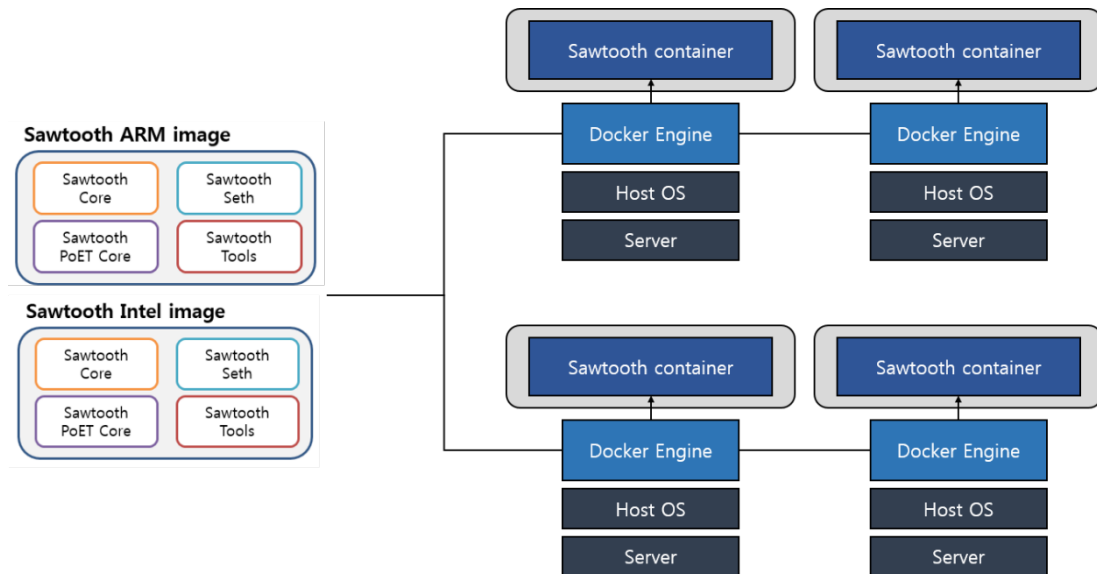 Sawtooth ARM image
Sawtooth
Core
Sawtooth
Seth
Sawtooth
PoET Core
Sawtooth
Tools
Sawtooth Intel image
Sawtooth
Core
Sawtooth
Seth
Sawtooth
PoET Core
Sawtooth
Tools
Sawtooth container
Docker Engine
Host OS
Server
Sawtooth container
Docker Engine
Host OS
Server
Sawtooth container
Docker Engine
Host OS
Server
Sawtooth container
Docker Engine
Host OS
Server